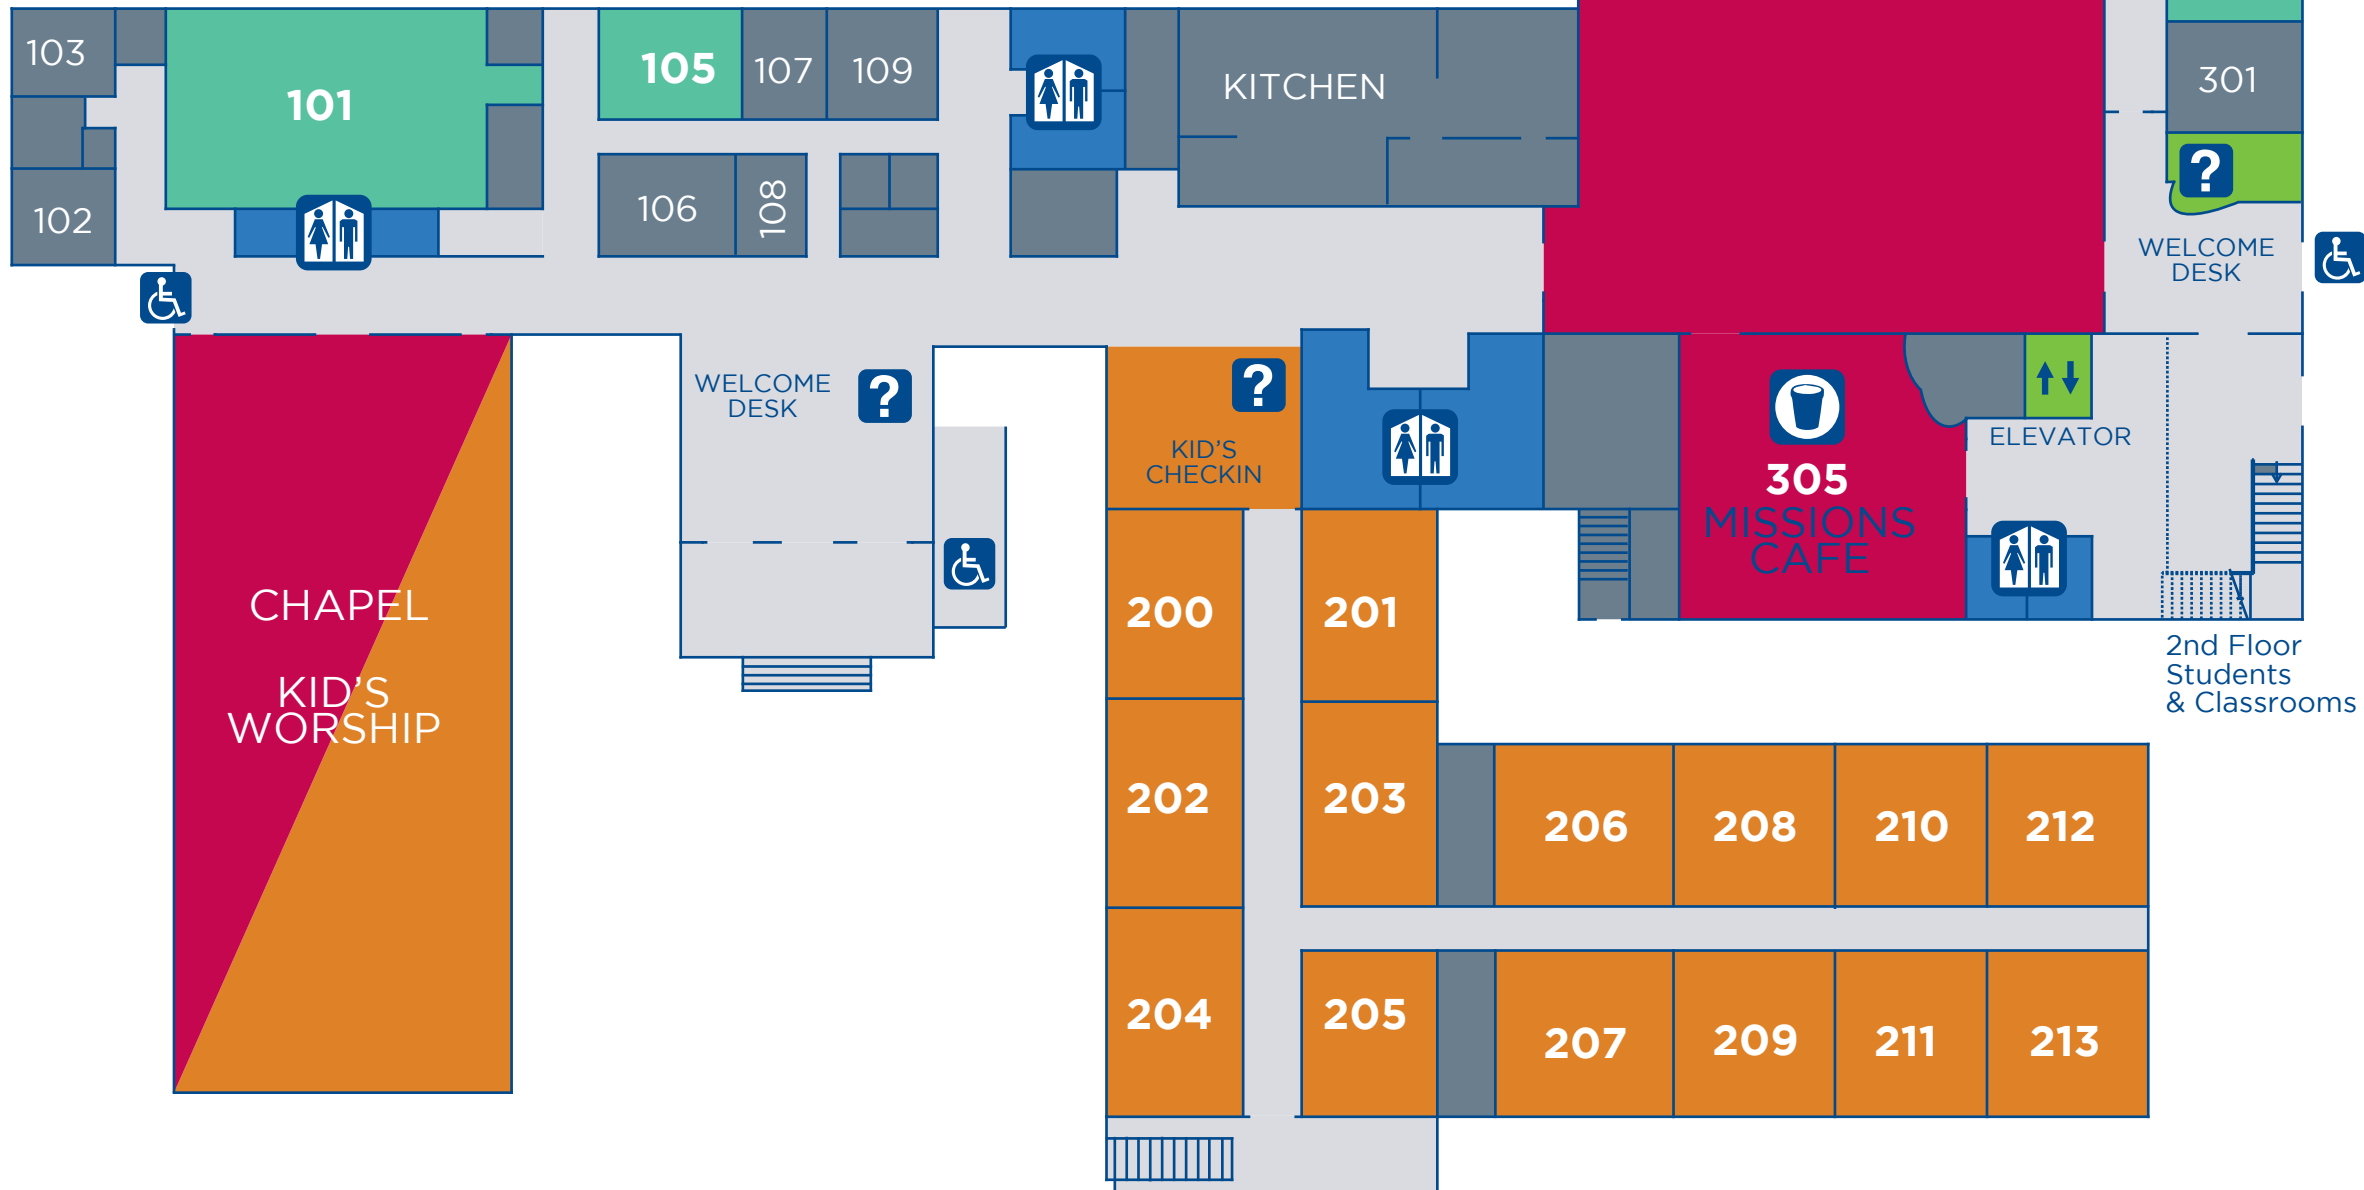 103
101
105
107
109
KITCHEN
301
?
102
106
108
WELCOME
DESK
WELCOME
DESK
?
?
KID'S
CHECKIN
ELEVATOR
305
MISSIONS
CAFE
CHAPEL
KID'S
WORSHIP
200
201
2nd Floor
Students
& Classrooms
202
203
206
208
210
212
204
205
207
209
211
213